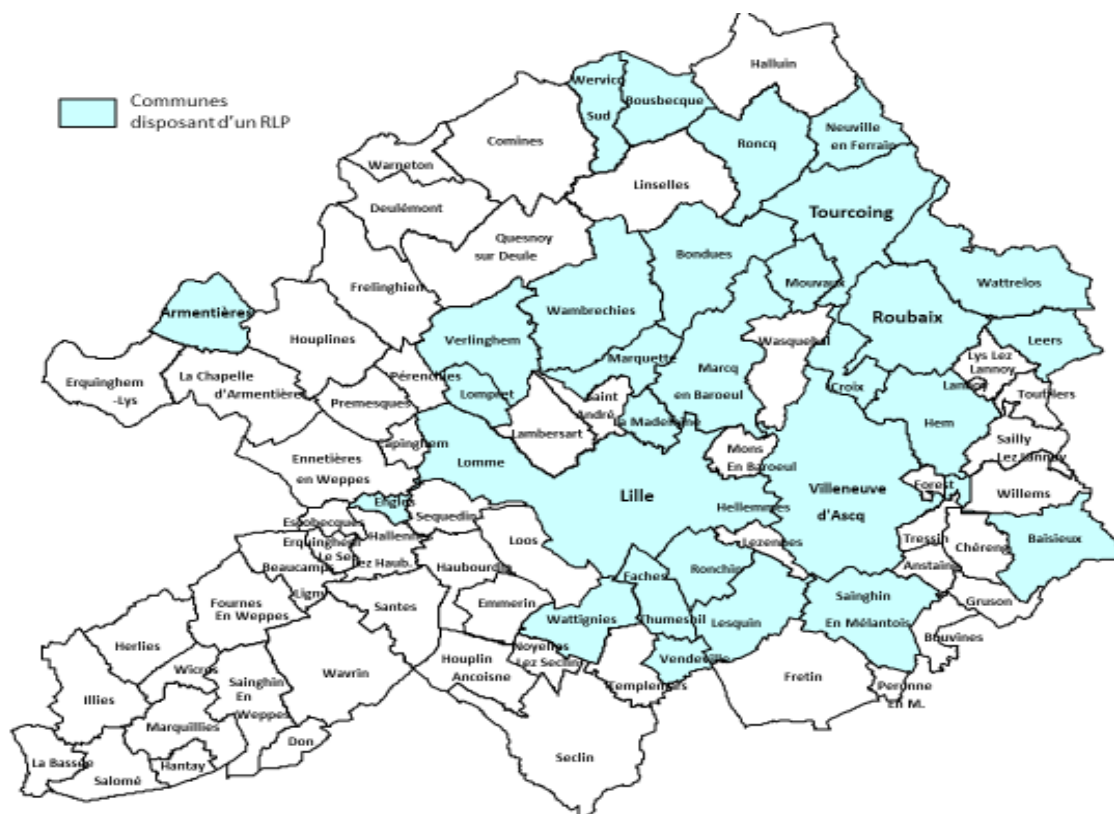 Communes
disposant d'un RLP
Halluin
Wervicq
Sud
Bousbecque
Neuville
en Ferrain
Roncq
Comines
Warneton
Linselles
Deulémont
Tourcoing
Quesnoy
sur Deule
Bondues
Frelinghien
Mouvaux
Wattrelos
Armentières
Wambrechies
Roubaix
Houplines
Verlinghem
Wasquehal
Leers
Marquette
Lys Lez
Lannoy
Erquinghem
-Lys
La Chapelle
d'Armentières
Pérenchies
Marcq
en Baroeul
Croix
Lannoy
Lompret
Premesques
Saint
André
Toufflers
La Madeleine
Hem
Lambersart
Capinghem
Sailly
Lez Lannoy
Mons
En Baroeul
Ennetières
en Weppes
Lomme
Forest
Willems
Lille
Villeneuve
d'Ascq
Englos
Hellemmes
Sequedin
Escobecques
Hallennes
lez Haub.
Loos
Lezennes
Tressin
Baisieux
Chéreng
Erquinghem
Le Sec
Anstaing
Beaucamps
Ligny
Haubourdin
Ronchin
Faches
Thumesnil
Gruson
Fournes
En Weppes
Santes
Emmerin
Wattignies
Lesquin
Sainghin
En Mélantois
Bouvines
Herlies
Noyelles
Lez Seclin
Vendeville
Wicres
Wavrin
Houplin
Ancoisne
Fretin
Sainghin
En
Weppes
Templemars
Peronne
En M.
Illies
Marquillies
Don
Seclin
La Bassée
Hantay
Salomé